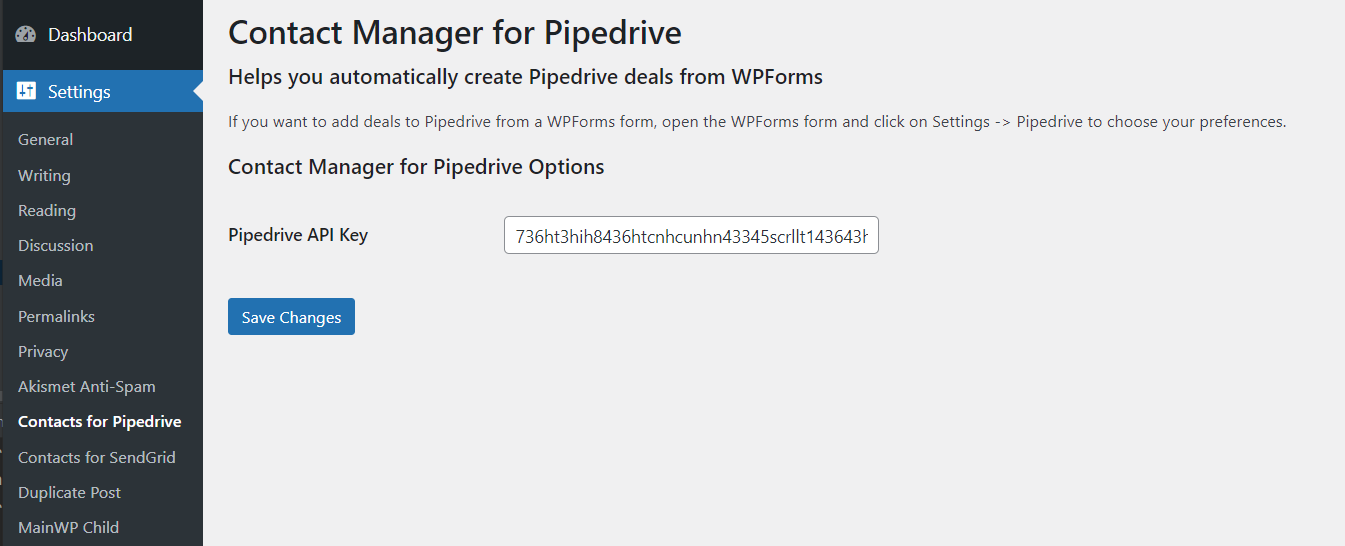 Dashboard
Settings
General
Writing
Reading
Discussion
Media
Permalinks
Privacy
Akismet Anti-Spam
Contacts for Pipedrive
Contacts for SendGrid
Duplicate Post
MainWP Child
Contact Manager for Pipedrive
Helps you automatically create Pipedrive deals from WPForms
If you want to add deals to Pipedrive from a WPForms form, open the WPForms form and click on Settings -> Pipedrive to choose your preferences.
Contact Manager for Pipedrive Options
Pipedrive API Key
736ht3hih8436htcnhcunhn43345scrllt143643h
Save Changes